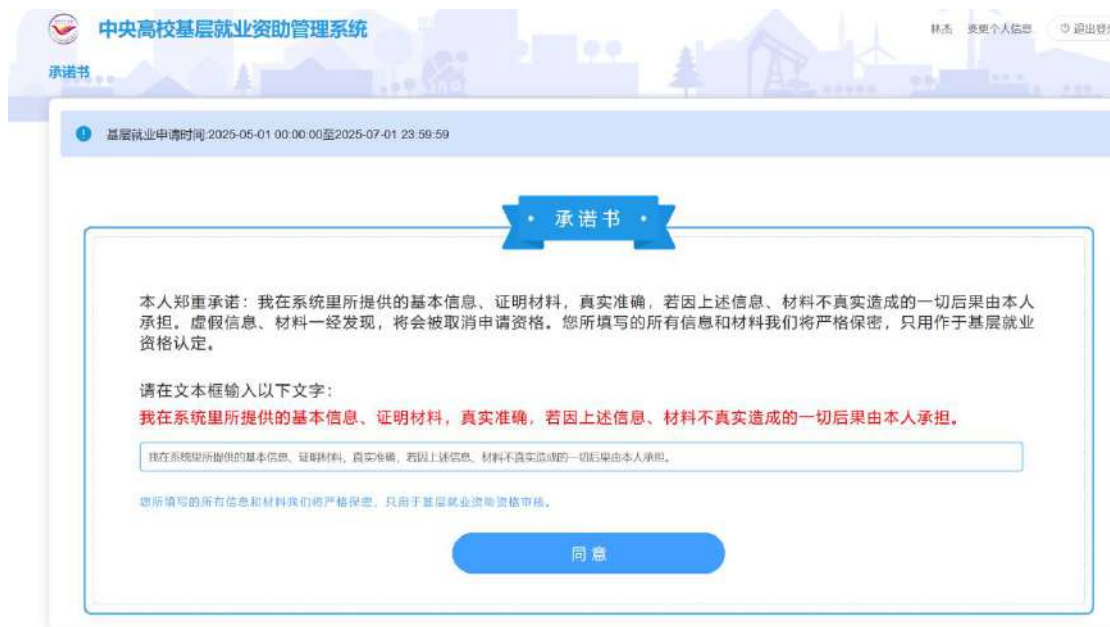 中央高校基层就业资助管理系统
林杰 变更个人信息 退出登
承诺书
基层就业申请时间:2025-05-01 00:00:00至2025-07-01 23:59:59
· 承诺书 ·
本人郑重承诺：我在系统里所提供的基本信息、证明材料，真实准确，若因上述信息、材料不真实造成的一切后果由本人
承担。虚假信息、材料一经发现，将会被取消申请资格。您所填写的所有信息和材料我们将严格保密，只用作于基层就业
资格认定。
请在文本框输入以下文字：
我在系统里所提供的基本信息、证明材料，真实准确，若因上述信息、材料不真实造成的一切后果由本人承担。
我在系统里所提供的基本信息、证明材料，真实准确，若因上述信息、材料不真实造成的一切后果由本人承担。
您所填写的所有信息和材料我们将严格保密，只用于基层就业资助资格审核。
同意